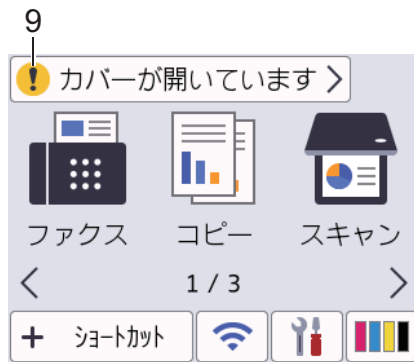 9
! カバーが開いています >
ファクス コピー スキャン
< 1 / 3 >
+ ショートカット